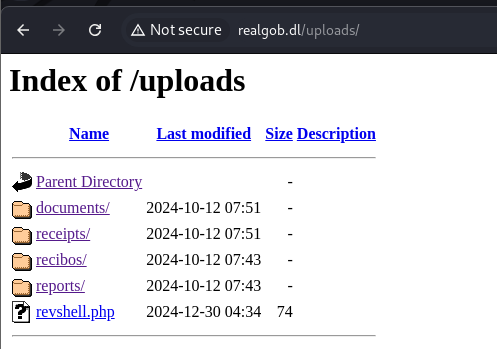 Not secure realgob.dl/uploads/
Index of /uploads
Name Last modified Size Description
Parent Directory -
documents/ 2024-10-12 07:51 -
receipts/ 2024-10-12 07:51 -
recibos/ 2024-10-12 07:43 -
reports/ 2024-10-12 07:43 -
revshell.php 2024-12-30 04:34 74